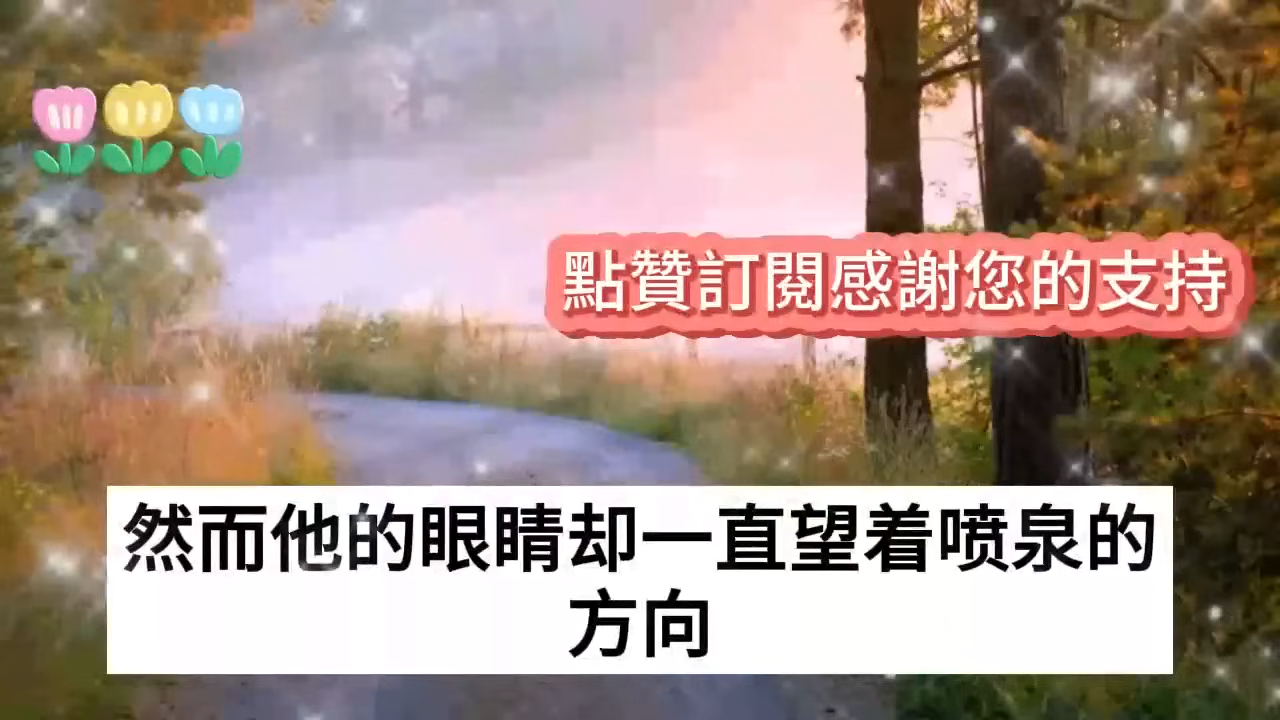 點贊訂閱感謝您的支持
然而他的眼睛却一直望着喷泉的
方向